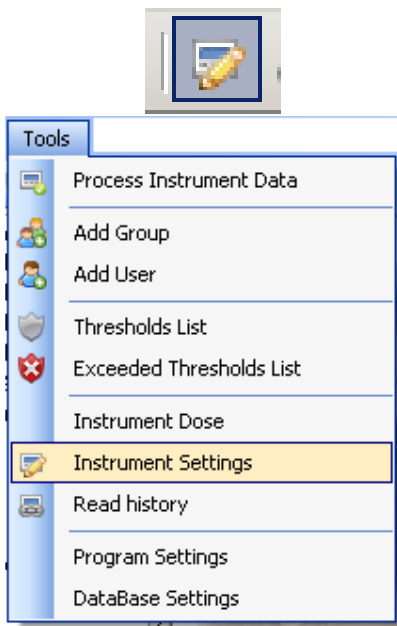 Tools
Process Instrument Data
Add Group
Add User
Thresholds List
Exceeded Thresholds List
Instrument Dose
Instrument Settings
Read history
Program Settings
DataBase Settings